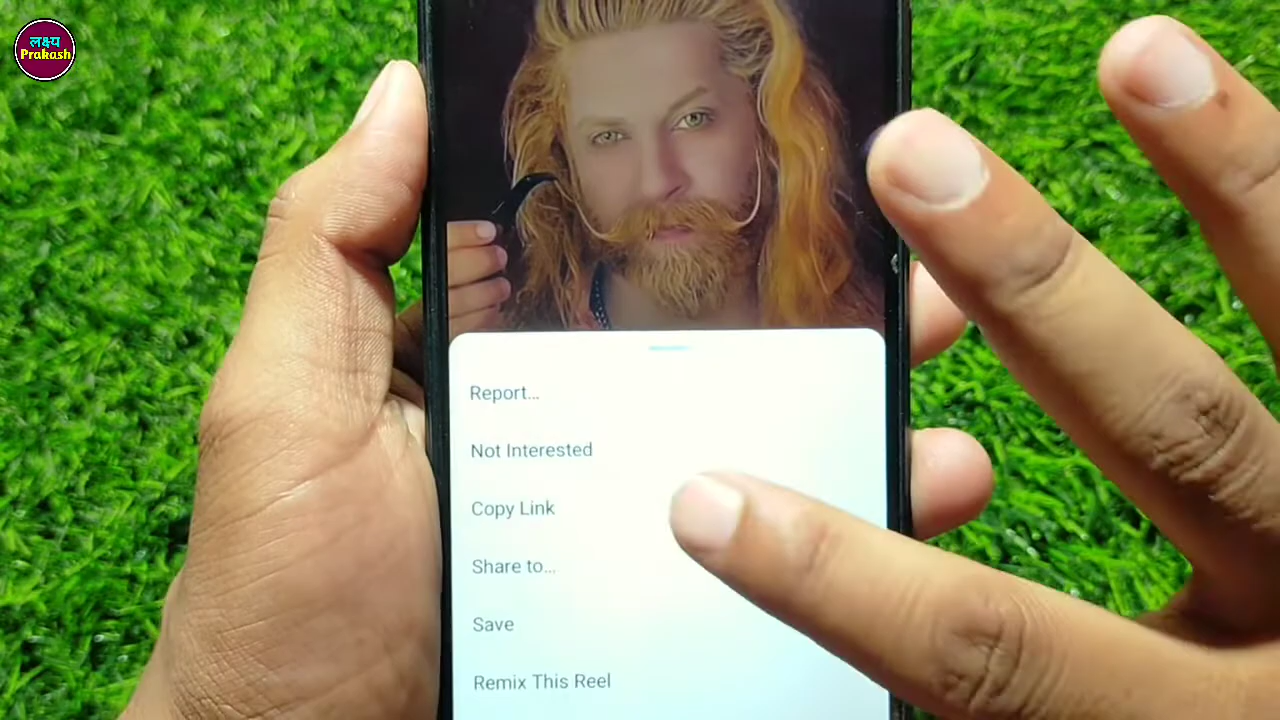 लक्ष्य
Prakash
Report...
Not Interested
Copy Link
Share to...
Save
Remix This Reel